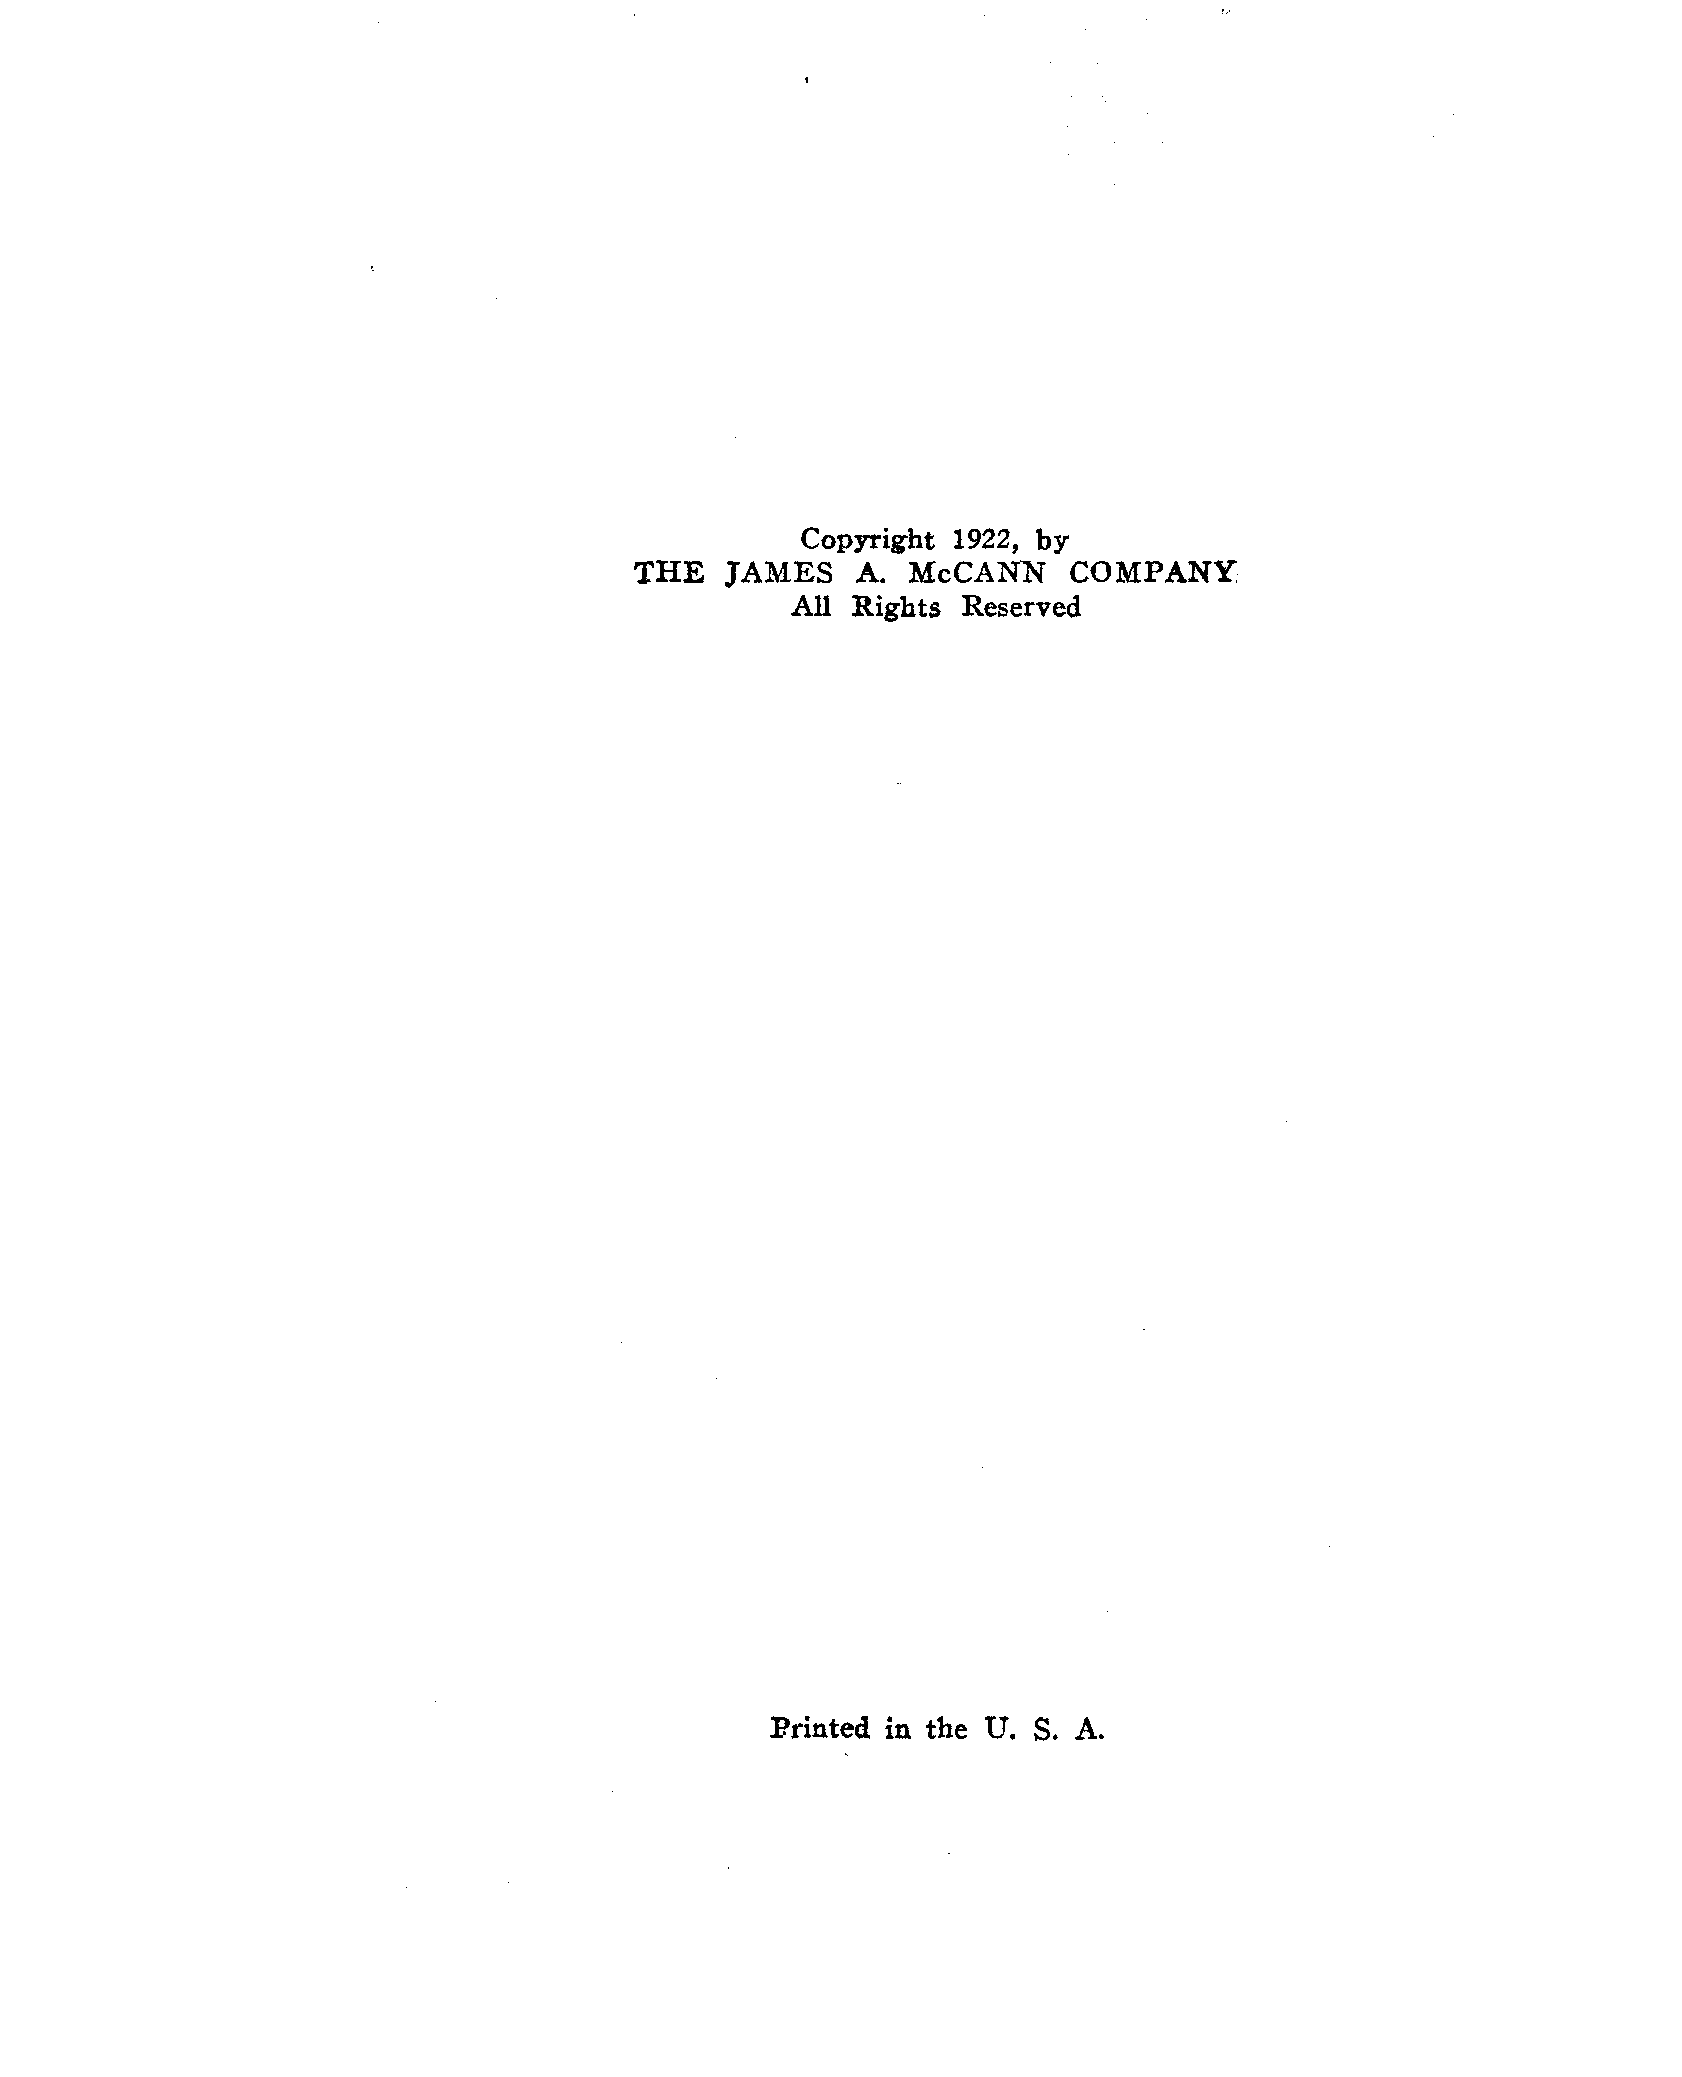 Copyright 1922, by
THE JAMES A. McCANN COMPANY
All Rights Reserved
Printed in the U. S. A.